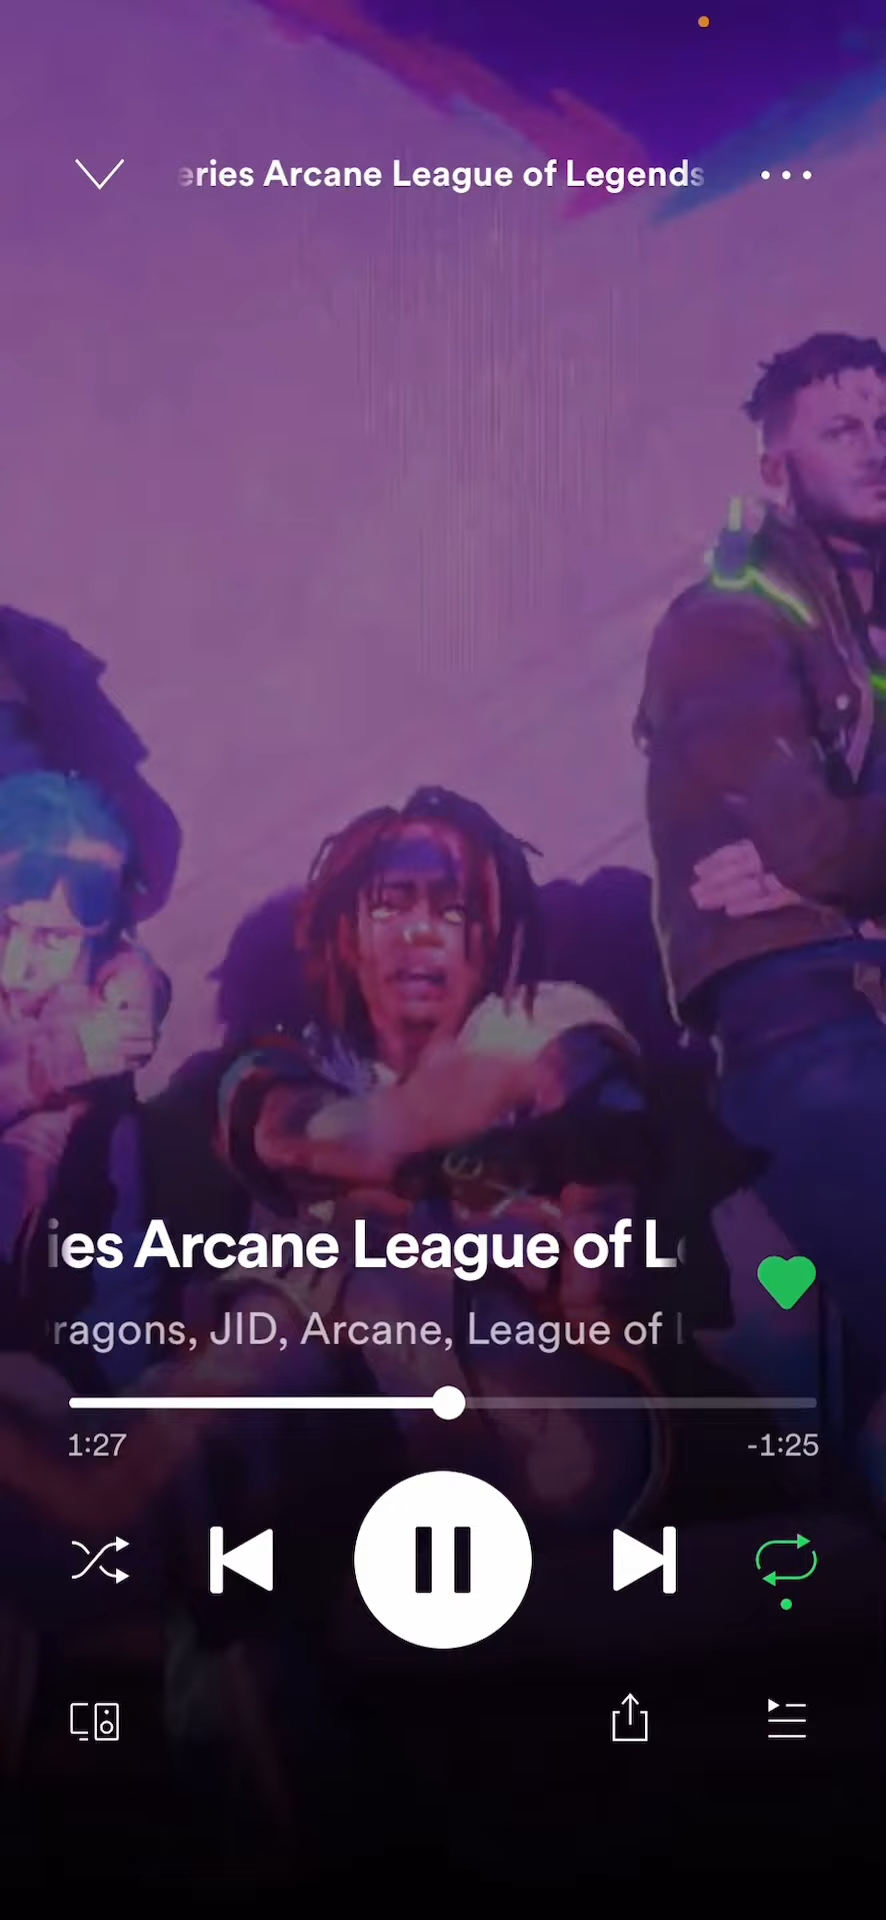 eries Arcane League of Legends
ies Arcane League of L
ragons, JID, Arcane, League of
1:27
-1:25